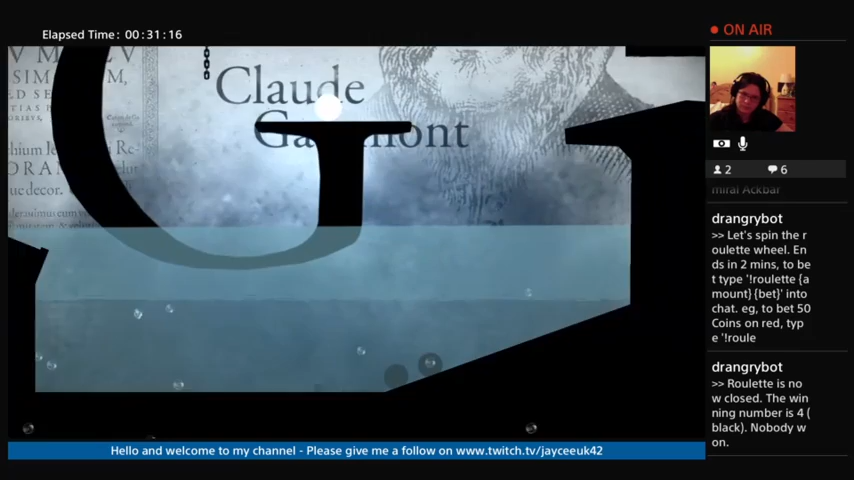 Elapsed Time: 00:31:16
ON AIR
SIM
M,
Claude
2
6
miral Ackbar
drangrybot
>> Let's spin the r
oulette wheel. En
ds in 2 mins, to be
t type '!roulette {a
mount} {bet}' into
chat. eg, to bet 50
Coins on red, typ
e '!roule
drangrybot
>> Roulette is no
w closed. The win
ning number is 4 (
black). Nobody w
on.
Hello and welcome to my channel - Please give me a follow on www.twitch.tv/jayceeuk42